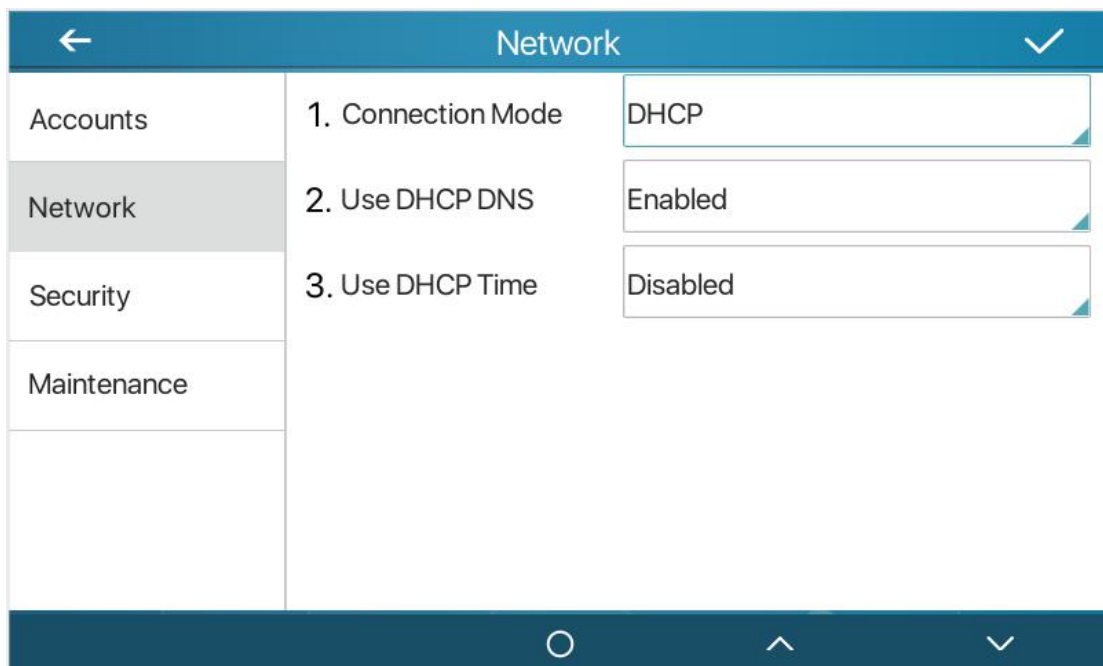 Network
Accounts
Network
Security
Maintenance
1. Connection Mode DHCP
2. Use DHCP DNS Enabled
3. Use DHCP Time Disabled